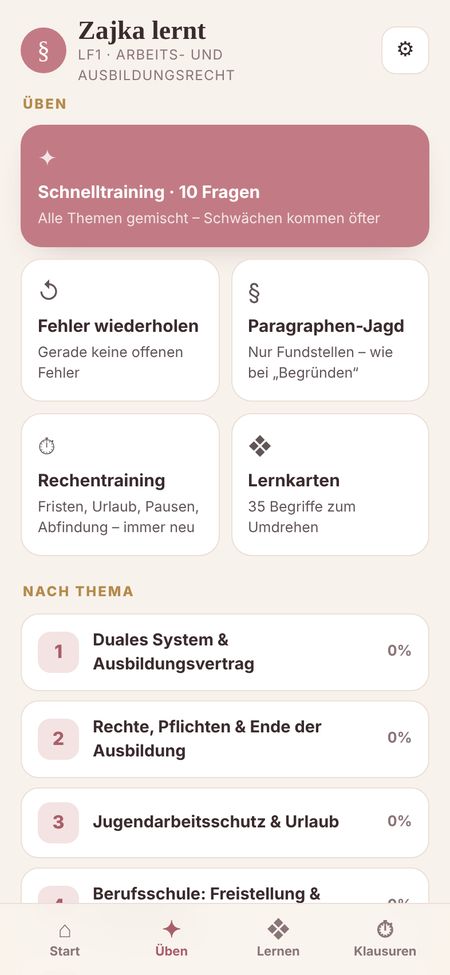 §
Zajka lernt
LF1 · ARBEITS- UND
AUSBILDUNGSRECHT
ÜBEN
Schnelltraining · 10 Fragen
Alle Themen gemischt – Schwächen kommen öfter
Fehler wiederholen
Gerade keine offenen
Fehler
§
Paragraphen-Jagd
Nur Fundstellen – wie
bei „Begründen“
Rechentraining
Fristen, Urlaub, Pausen,
Abfindung – immer neu
Lernkarten
35 Begriffe zum
Umdrehen
NACH THEMA
1
Duales System &
Ausbildungsvertrag
0%
2
Rechte, Pflichten & Ende der
Ausbildung
0%
3
Jugendarbeitsschutz & Urlaub
0%
4
Berufsschule: Freistellung &
0%
Start
Üben
Lernen
Klausuren